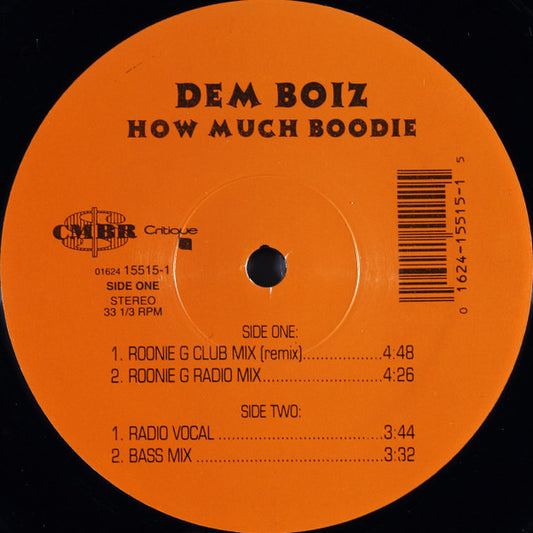 DEM BOIZ
HOW MUCH BOODIE
CMBR Critique
01624 15515-1
SIDE ONE
STEREO
33 1/3 RPM
0 1624-15515-1 5
SIDE ONE:
1. ROONIE G CLUB MIX (remix)....................4:48
2. ROONIE G RADIO MIX..............................4:26
SIDE TWO:
1. RADIO VOCAL .........................................3:44
2. BASS MIX ..............................................3:32